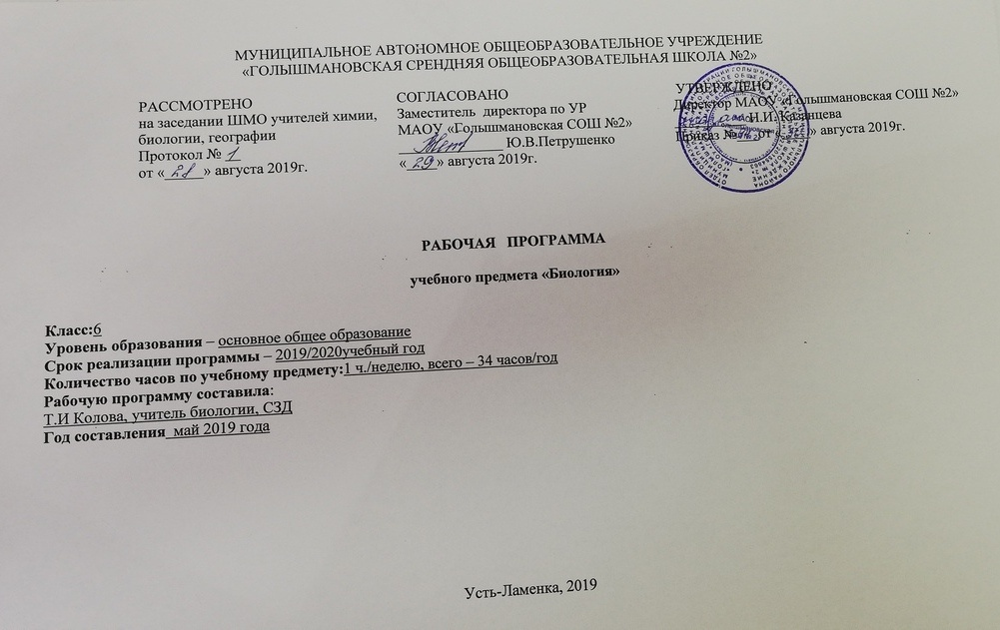 МУНИЦИПАЛЬНОЕ АВТОНОМНОЕ ОБЩЕОБРАЗОВАТЕЛЬНОЕ УЧРЕЖДЕНИЕ
«ГОЛЫШМАНОВСКАЯ СРЕНДНЯЯ ОБЩЕОБРАЗОВАТЕЛЬНАЯ ШКОЛА №2»
РАССМОТРЕНО
на заседании ШМО учителей химии,
биологии, географии
Протокол № 1
от «28» августа 2019г.
СОГЛАСОВАНО
Заместитель директора по УР
МАОУ «Голышмановская СОШ №2»
Ю.В.Петрушенко
«29» августа 2019г.
УТВЕРЖДЕНО
Директор МАОУ «Голышмановская СОШ №2»
И.И. Казанцева
Приказ № от « » августа 2019г.
РАБОЧАЯ ПРОГРАММА
учебного предмета «Биология»
Класс:6
Уровень образования – основное общее образование
Срок реализации программы – 2019/2020учебный год
Количество часов по учебному предмету:1 ч./неделю, всего – 34 часов/год
Рабочую программу составила:
Т.И Колова, учитель биологии, СЗД
Год составления май 2019 года
Усть-Ламенка, 2019